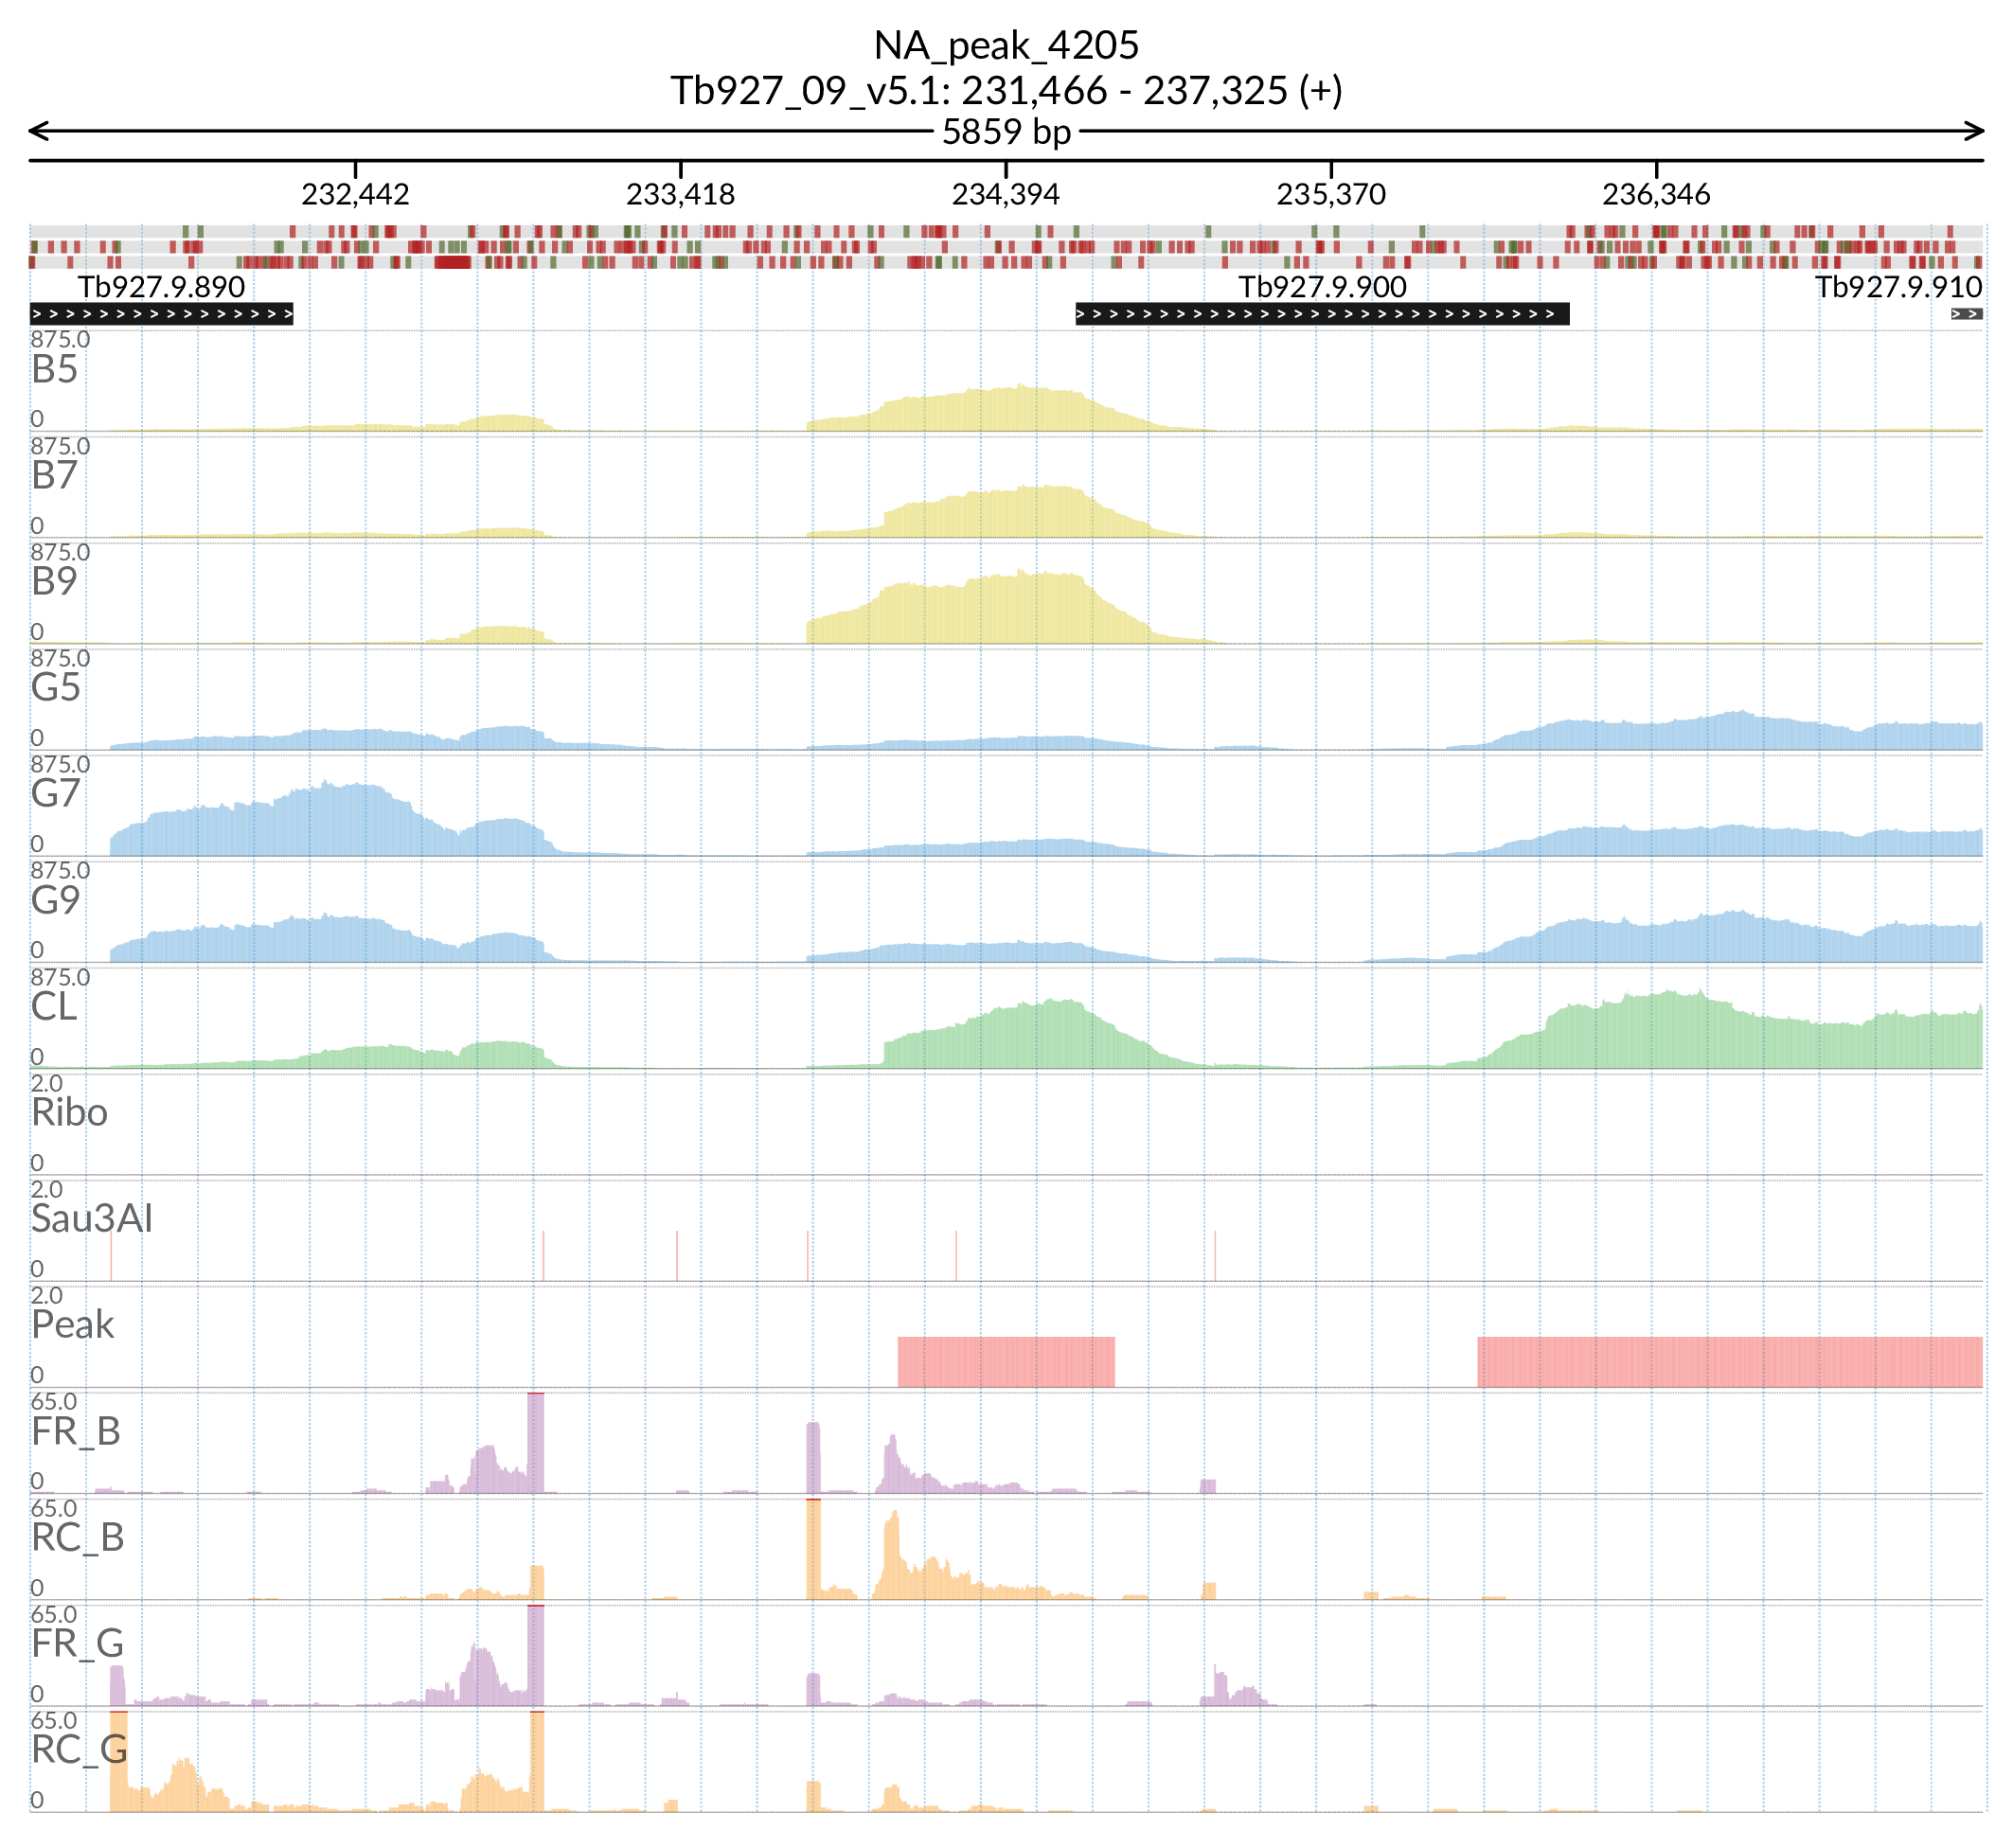 NA_peak_4205
Tb927_09_v5.1: 231,466 - 237,325 (+)
5859 bp
232,442 233,418 234,394 235,370 236,346
Tb927.9.890 Tb927.9.900 Tb927.9.910
875.0
B5
0
875.0
B7
0
875.0
B9
0
875.0
G5
0
875.0
G7
0
875.0
G9
0
875.0
CL
0
2.0
Ribo
0
2.0
Sau3AI
0
2.0
Peak
0
65.0
FR_B
0
65.0
RC_B
0
65.0
FR_G
0
65.0
RC_G
0